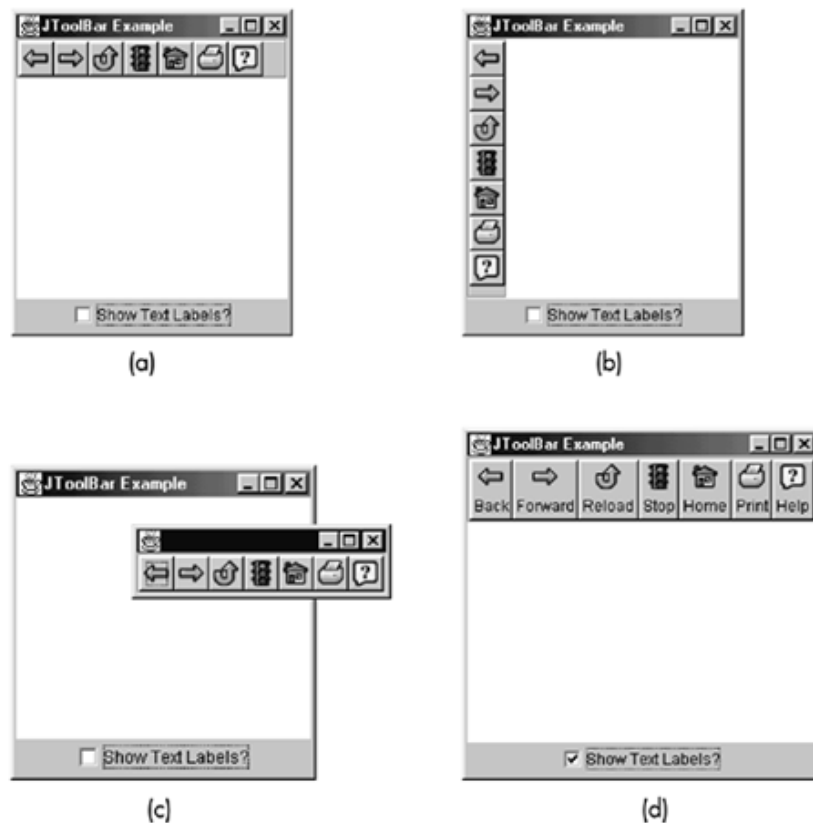 JToolBar Example
?
Show Text Labels?
(a)
JToolBar Example
?
Show Text Labels?
(b)
JToolBar Example
?
Show Text Labels?
(c)
JToolBar Example
?
Back Forward Reload Stop Home Print Help
Show Text Labels?
(d)